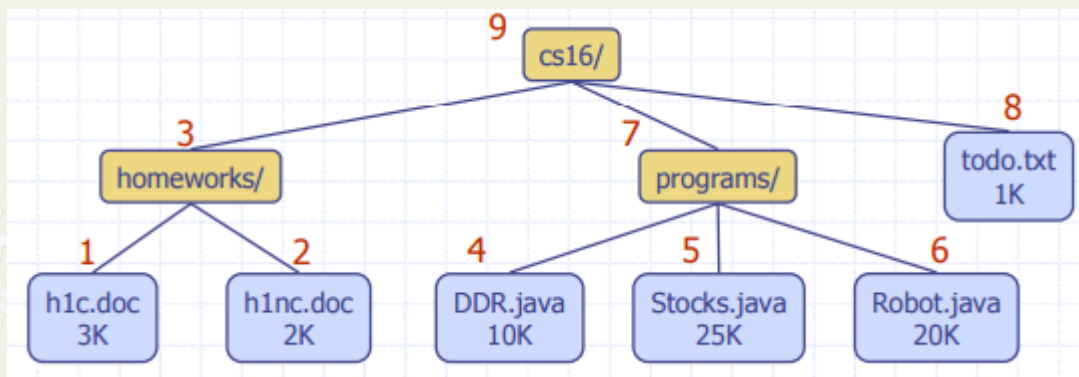 9
cs16/
3
7
8
homeworks/
programs/
todo.txt
1K
1
2
4
5
6
h1c.doc
3K
h1nc.doc
2K
DDR.java
10K
Stocks.java
25K
Robot.java
20K